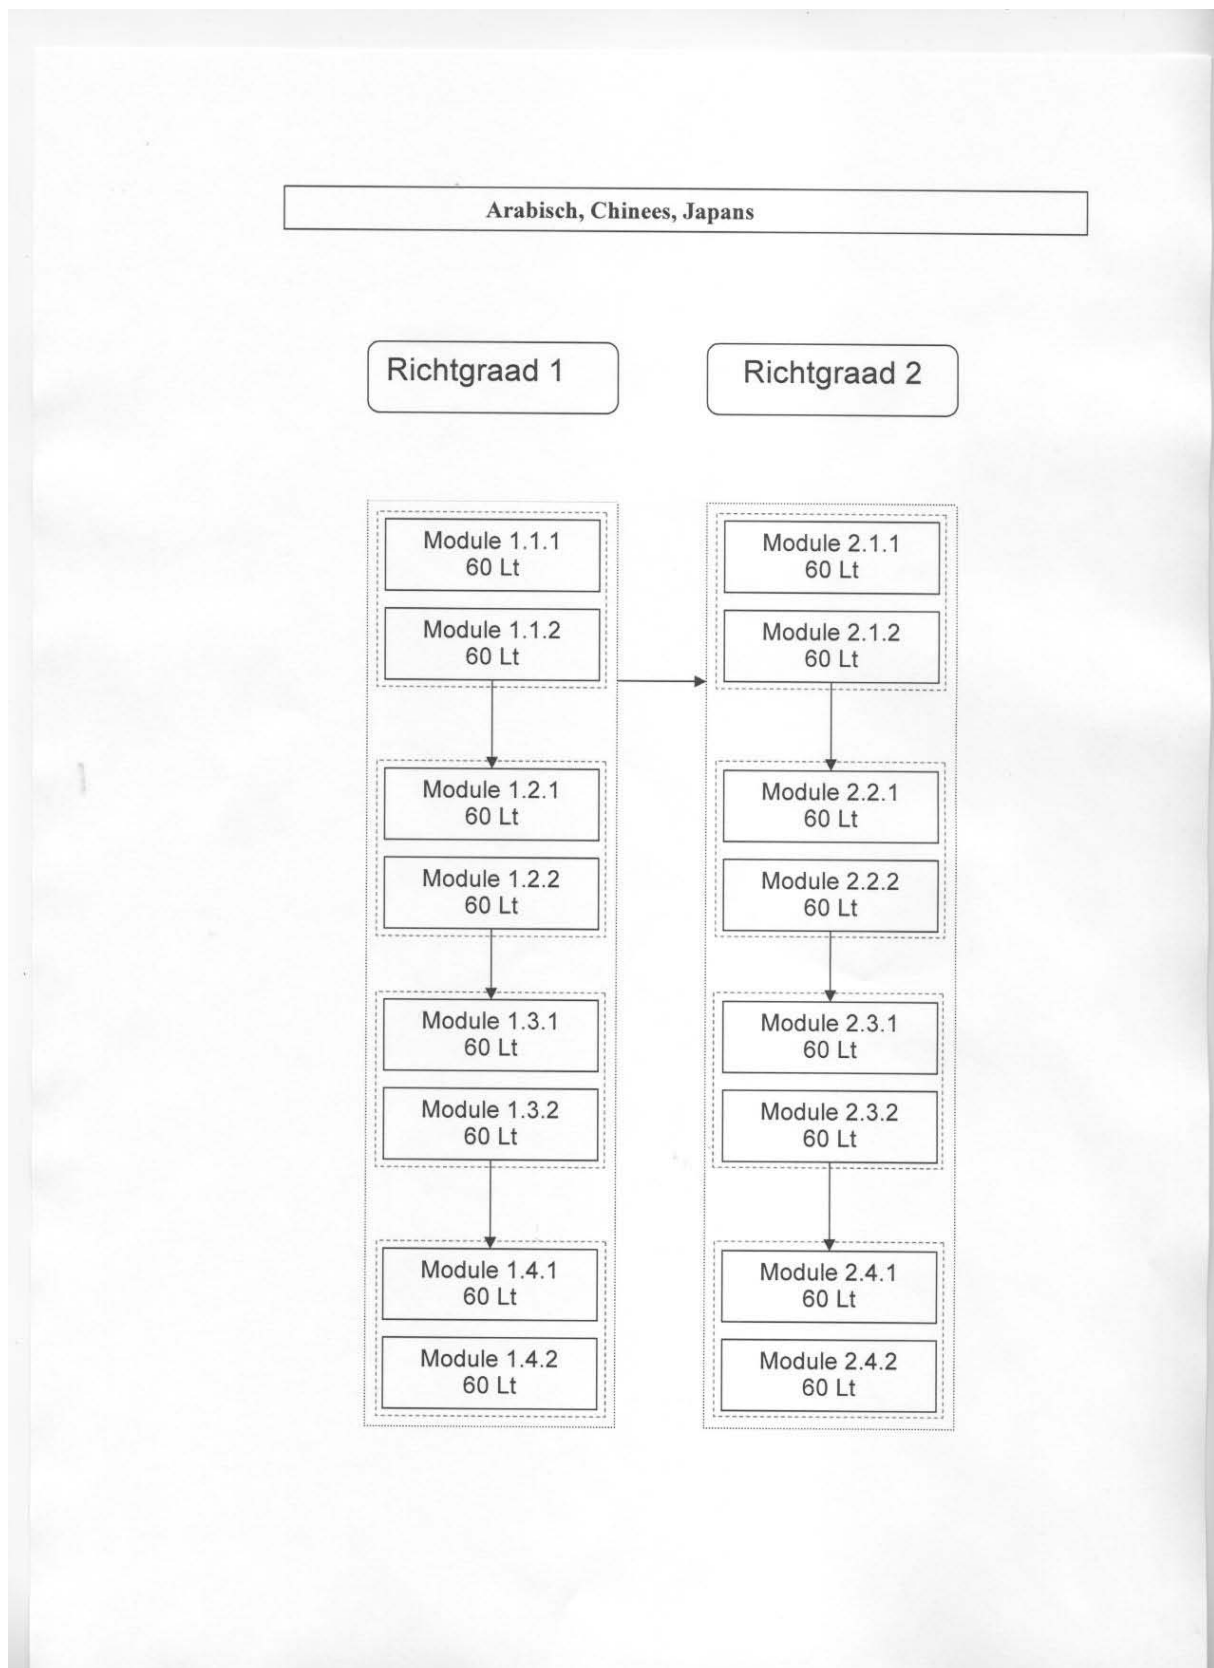 Arabisch, Chinees, Japans
Richtgraad 1
Richtgraad 2
Module 1.1.1
60 Lt
Module 1.1.2
60 Lt
Module 1.2.1
60 Lt
Module 1.2.2
60 Lt
Module 1.3.1
60 Lt
Module 1.3.2
60 Lt
Module 1.4.1
60 Lt
Module 1.4.2
60 Lt
Module 2.1.1
60 Lt
Module 2.1.2
60 Lt
Module 2.2.1
60 Lt
Module 2.2.2
60 Lt
Module 2.3.1
60 Lt
Module 2.3.2
60 Lt
Module 2.4.1
60 Lt
Module 2.4.2
60 Lt